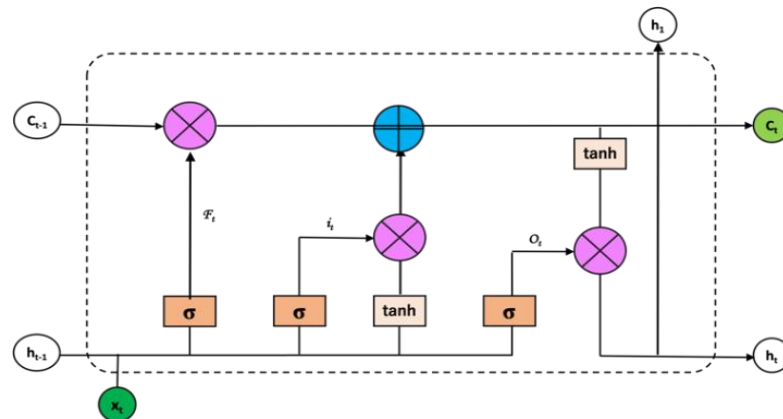 h₁
Cₜ₋₁
Cₜ
tanh
ℱₜ
iₜ
Oₜ
σ
σ
tanh
σ
hₜ₋₁
hₜ
xₜ